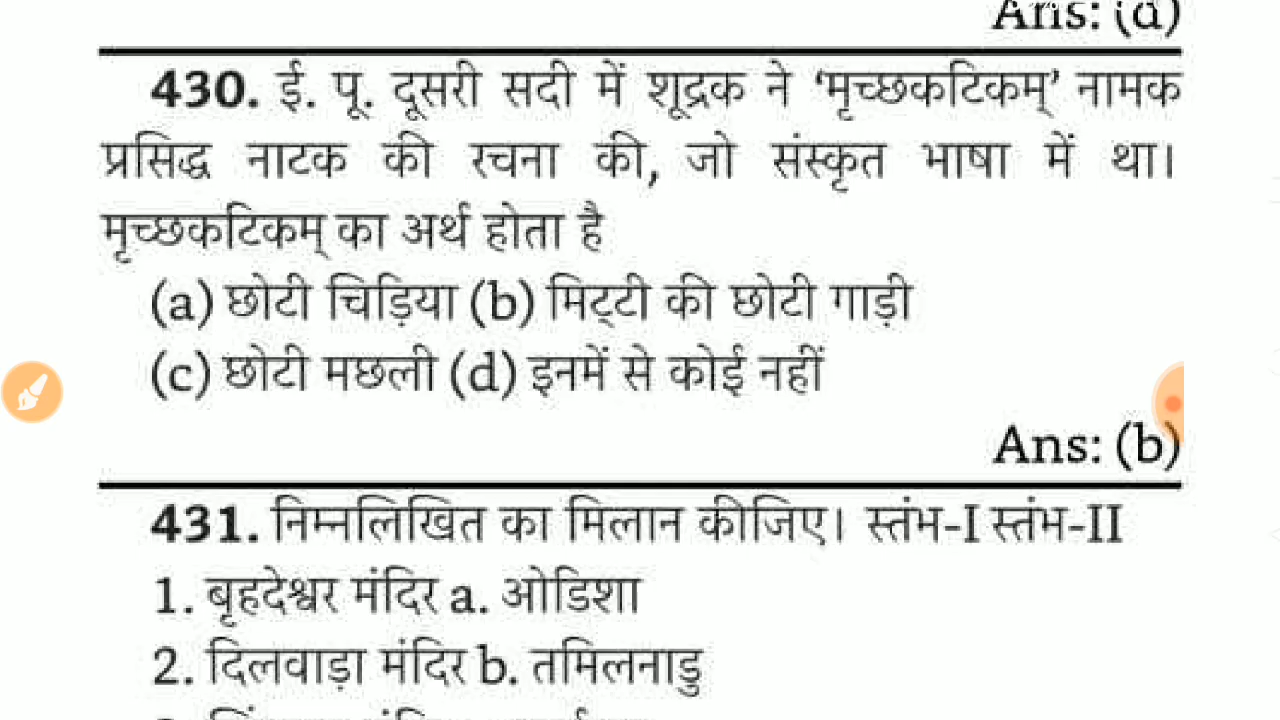 Ans: (d)
430. ई. पू. दूसरी सदी में शूद्रक ने ‘मृच्छकटिकम्’ नामक
प्रसिद्ध नाटक की रचना की, जो संस्कृत भाषा में था।
मृच्छकटिकम् का अर्थ होता है
(a) छोटी चिड़िया (b) मिट्टी की छोटी गाड़ी
(c) छोटी मछली (d) इनमें से कोई नहीं
Ans: (b)
431. निम्नलिखित का मिलान कीजिए। स्तंभ-I स्तंभ-II
1. बृहदेश्वर मंदिर a. ओडिशा
2. दिलवाड़ा मंदिर b. तमिलनाडु